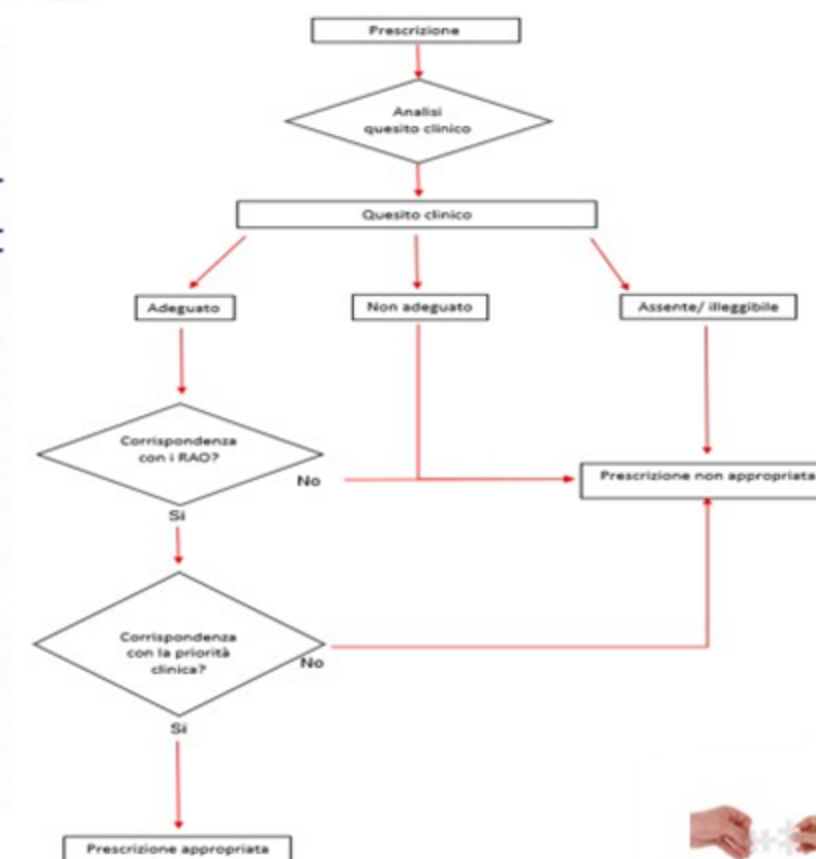 Prescrizione
Analisi
quesito clinico
Quesito clinico
Adeguato
Non adeguato
Assente/ illeggibile
Corrispondenza
con i RAO?
No
Prescrizione non appropriata
Si
Corrispondenza
con la priorità
clinica?
No
Si
Prescrizione appropriata